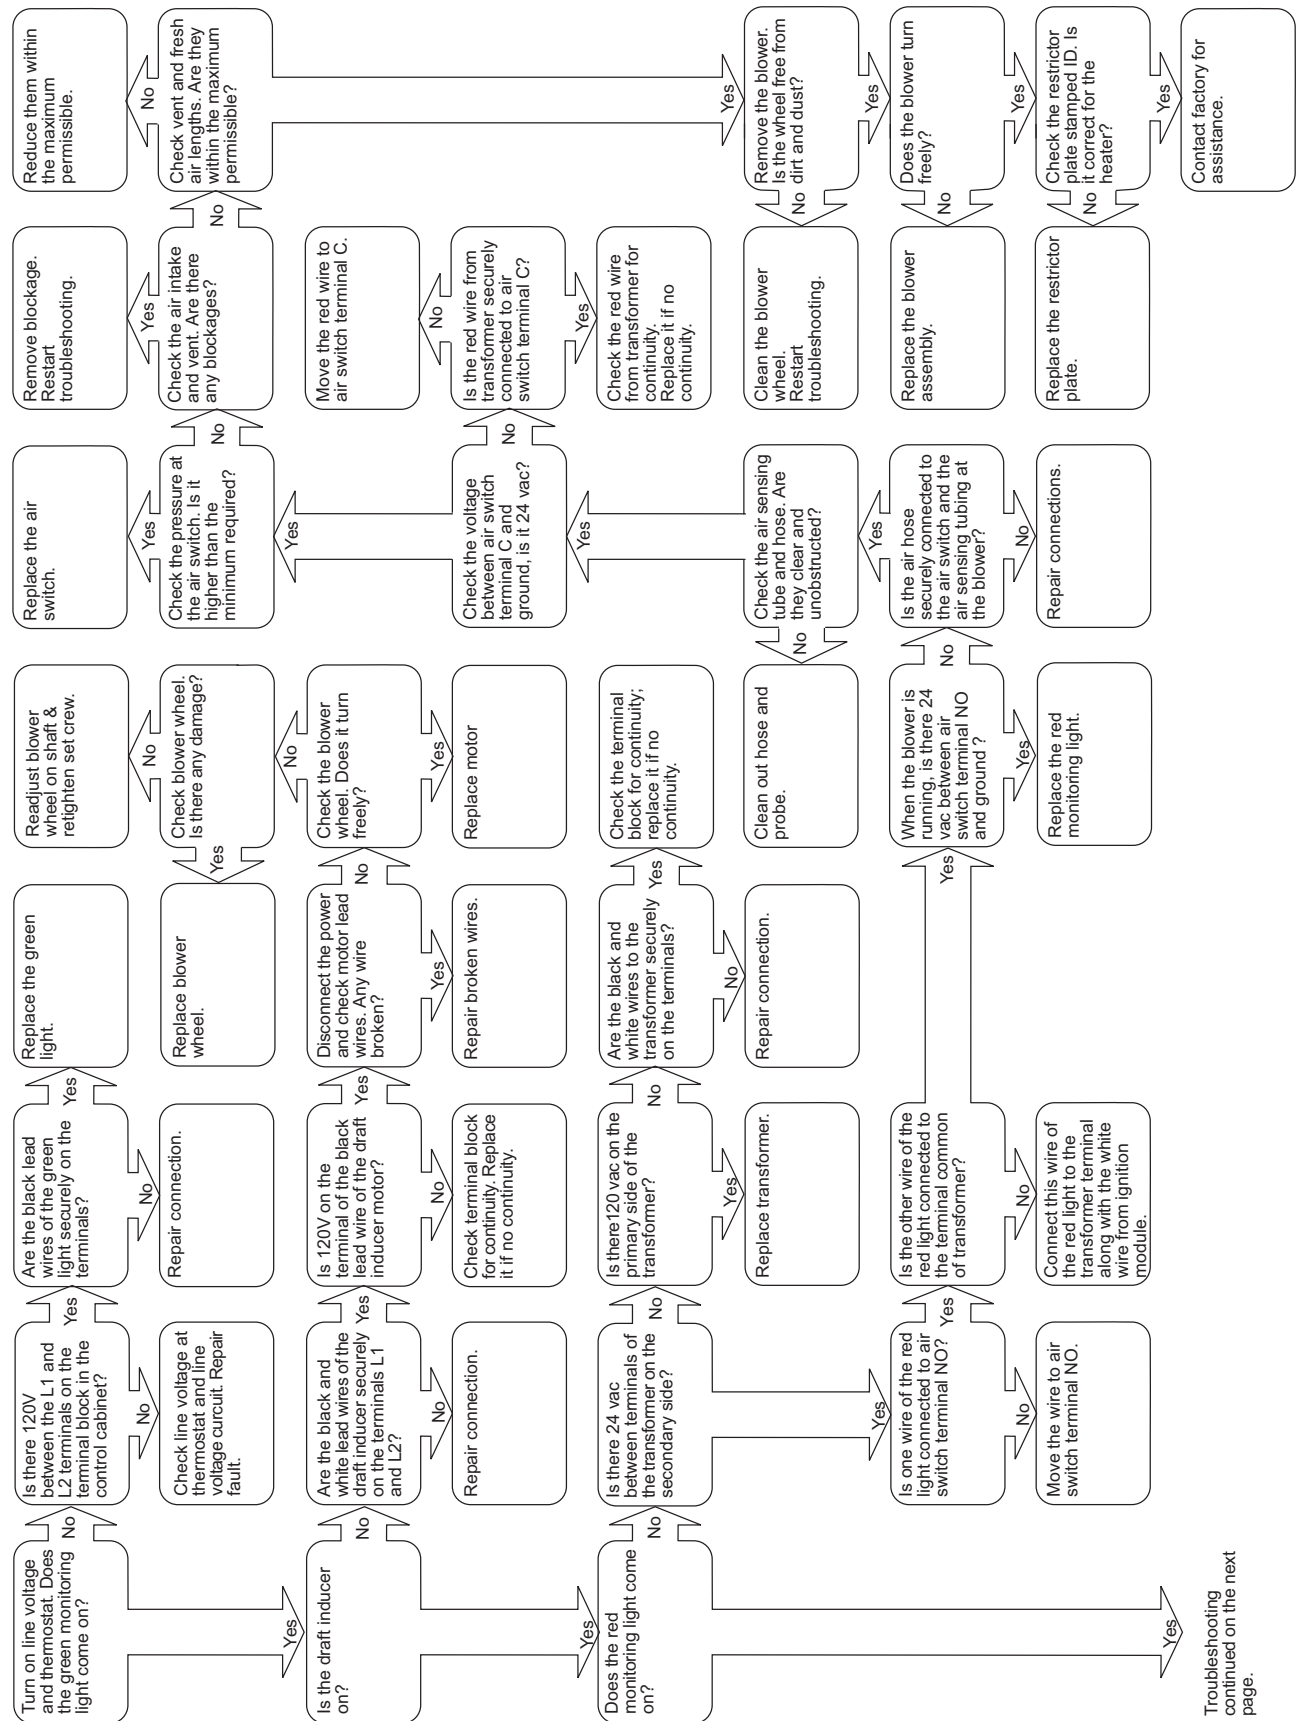 Turn on line voltage
and thermostat. Does
the green monitoring
light come on?
No
Is there 120V
between the L1 and
L2 terminals on the
terminal block in the
control cabinet?
Yes
Are the black lead
wires of the green
light securely on the
terminals?
Yes
Replace the green
light.
Readjust blower
wheel on shaft &
retighten set crew.
Replace the air
switch.
Remove blockage.
Restart
troubleshooting.
Reduce them within
the maximum
permissible.
No
No
No
Yes
Yes
No
Check line voltage at
thermostat and line
voltage curcuit. Repair
fault.
Repair connection.
Replace blower
wheel.
Yes
Check blower wheel.
Is there any damage?
Check the pressure at
the air switch. Is it
higher than the
minimum required?
No
Check the air intake
and vent. Are there
any blockages?
No
Check vent and fresh
air lengths. Are they
within the maximum
permissible?
Yes
No
Yes
Is the draft inducer
on?
No
Are the black and
white lead wires of the
draft inducer securely
on the terminals L1
and L2?
Yes
Is 120V on the
terminal of the black
lead wire of the draft
inducer motor?
Yes
Disconnect the power
and check motor lead
wires. Any wire
broken?
No
Check the blower
wheel. Does it turn
freely?
Move the red wire to
air switch terminal C.
No
No
Yes
Yes
No
Repair connection.
Check terminal block
for continuity. Replace
it if no continuity.
Repair broken wires.
Replace motor
Check the voltage
between air switch
terminal C and
ground, is it 24 vac?
No
Is the red wire from
transformer securely
connected to air
switch terminal C?
Yes
Yes
Yes
Does the red
monitoring light come
on?
No
Is there 24 vac
between terminals of
the transformer on the
secondary side?
No
Is there120 vac on the
primary side of the
transformer?
No
Are the black and
white wires to the
transformer securely
on the terminals?
Yes
Check the terminal
block for continuity;
replace it if no
continuity.
Check the red wire
from transformer for
continuity.
Replace it if no
continuity.
Yes
No
Yes
Replace transformer.
Repair connection.
Clean out hose and
probe.
No
Check the air sensing
tube and hose. Are
they clear and
unobstructed?
Clean the blower
wheel. Restart
troubleshooting.
No
Remove the blower.
Is the wheel free from
dirt and dust?
Yes
Yes
Yes
Is one wire of the red
light connected to air
switch terminal NO?
Yes
Is the other wire of the
red light connected to
the terminal common
of transformer?
Yes
When the blower is
running, is there 24
vac between air
switch terminal NO
and ground ?
No
Is the air hose
securely connected to
the air switch and the
air sensing tubing at
the blower?
Replace the blower
assembly.
No
Does the blower turn
freely?
No
No
Yes
No
Yes
Move the wire to air
switch terminal NO.
Connect this wire of
the red light to the
transformer terminal
along with the white
wire from ignition
module.
Replace the red
monitoring light.
Repair connections.
Replace the restrictor
plate.
No
Check the restrictor
plate stamped ID. Is
it correct for the
heater?
Yes
Yes
Troubleshooting
continued on the next
page.
Contact factory for
assistance.